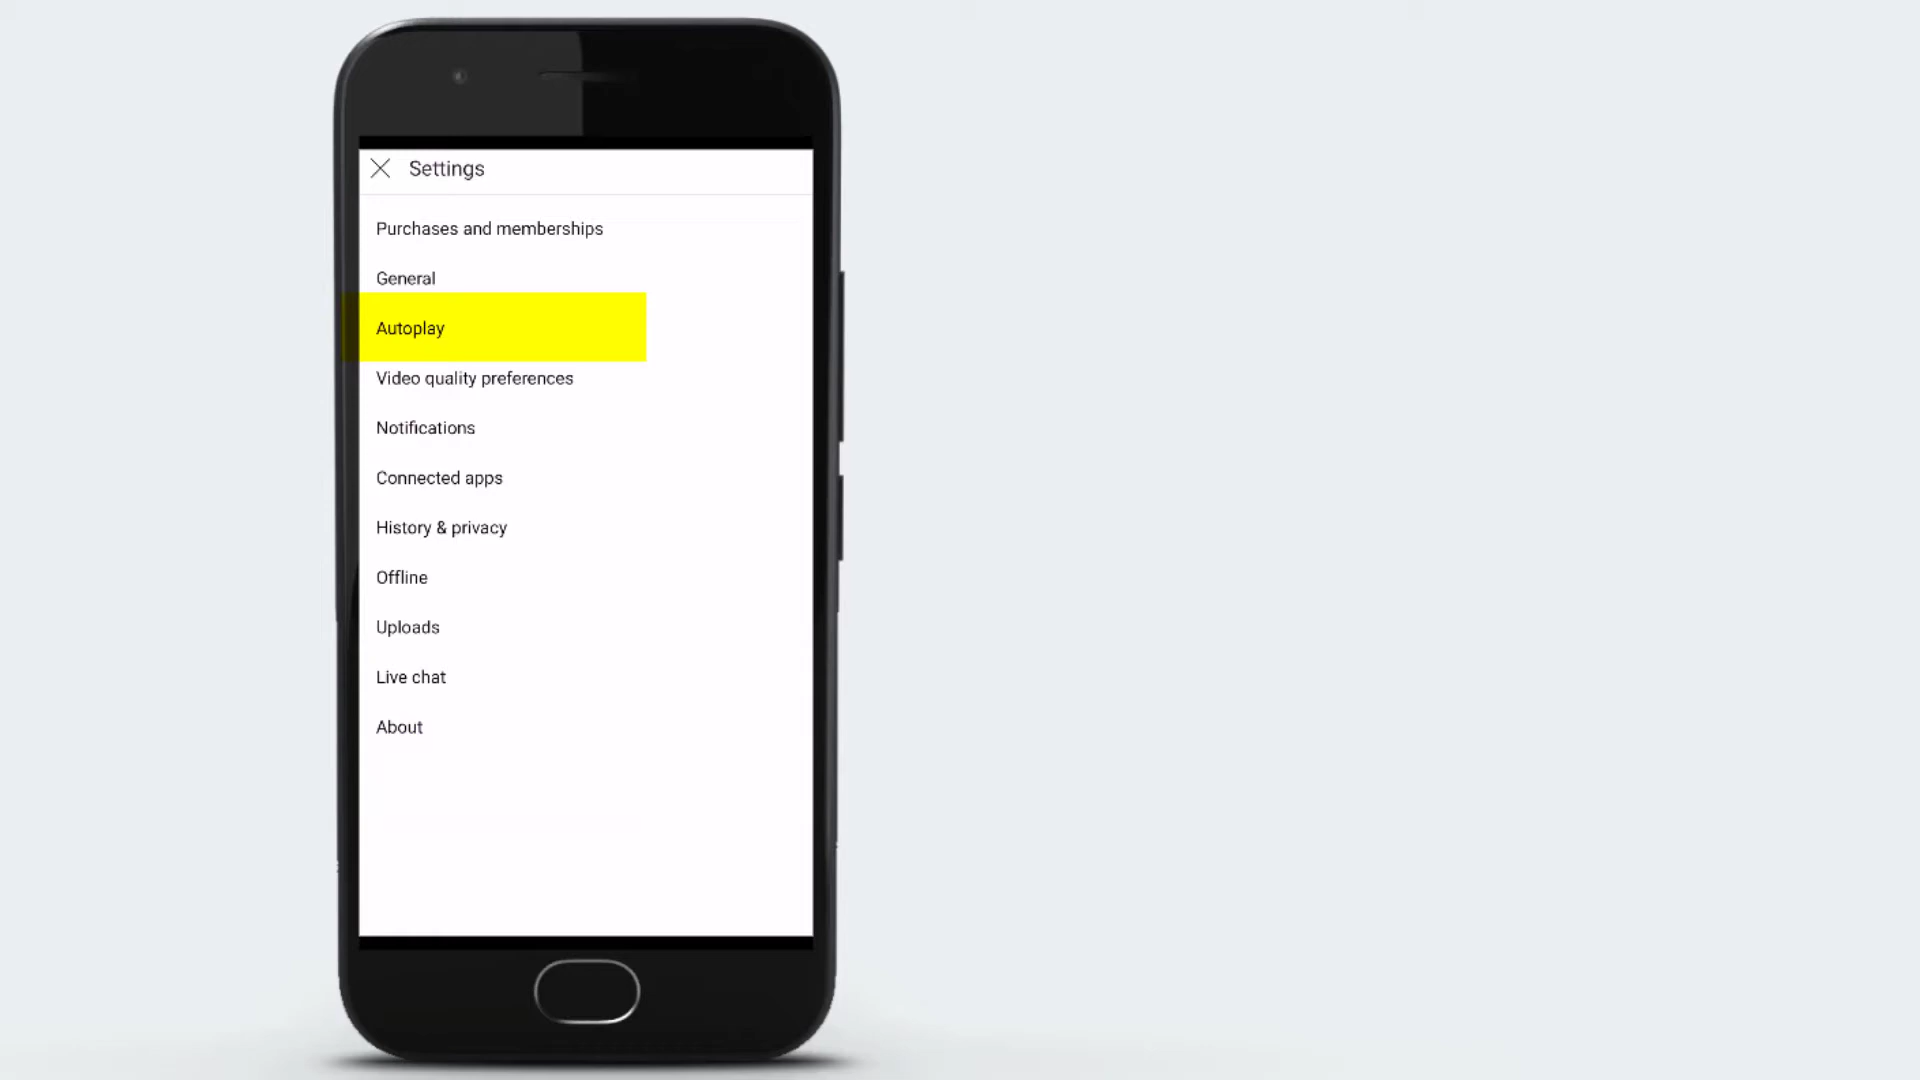 Settings
Purchases and memberships
General
Autoplay
Video quality preferences
Notifications
Connected apps
History & privacy
Offline
Uploads
Live chat
About